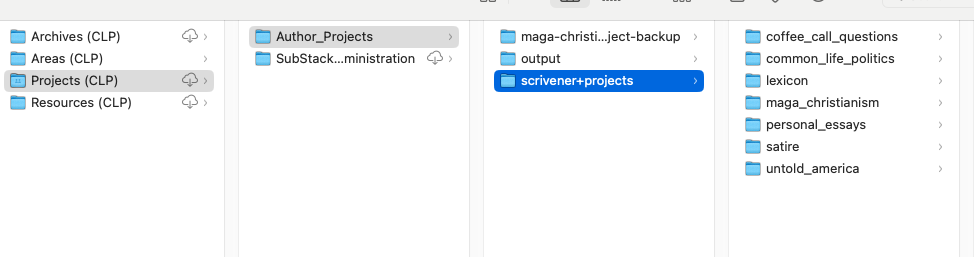 Archives (CLP)
Areas (CLP)
Projects (CLP)
Resources (CLP)
Author_Projects
SubStack...ministration
maga-christi...ject-backup
output
scrivener+projects
coffee_call_questions
common_life_politics
lexicon
maga_christianism
personal_essays
satire
untold_america